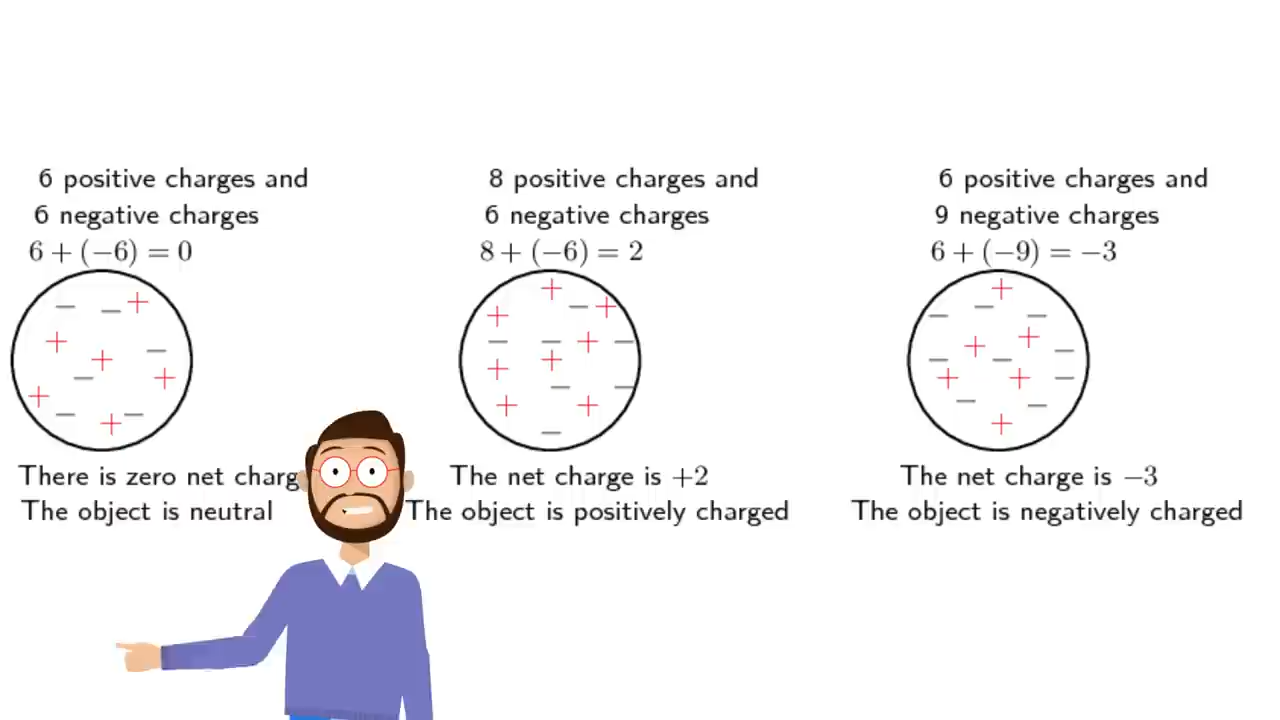 6 positive charges and
6 negative charges
6 + (−6) = 0
There is zero net charg
The object is neutral
8 positive charges and
6 negative charges
8 + (−6) = 2
The net charge is +2
The object is positively charged
6 positive charges and
9 negative charges
6 + (−9) = −3
The net charge is −3
The object is negatively charged